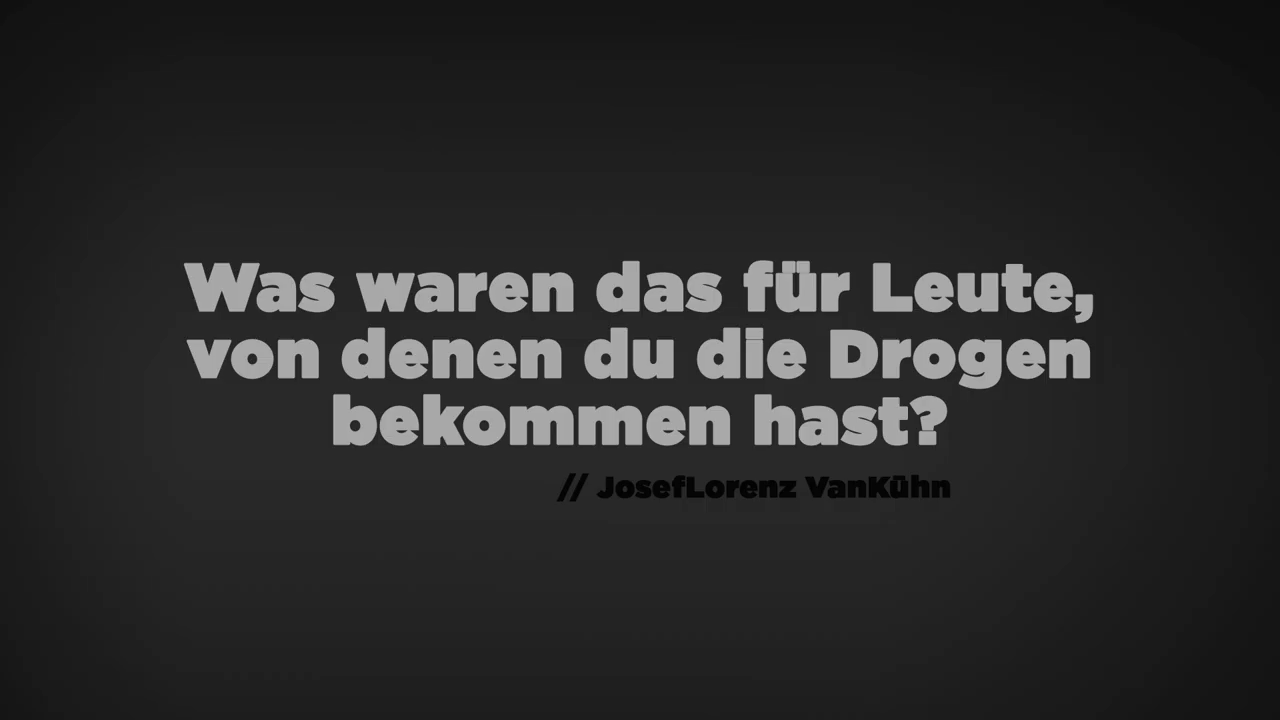 Was waren das für Leute,
von denen du die Drogen
bekommen hast?
// JosefLorenz VanKühn